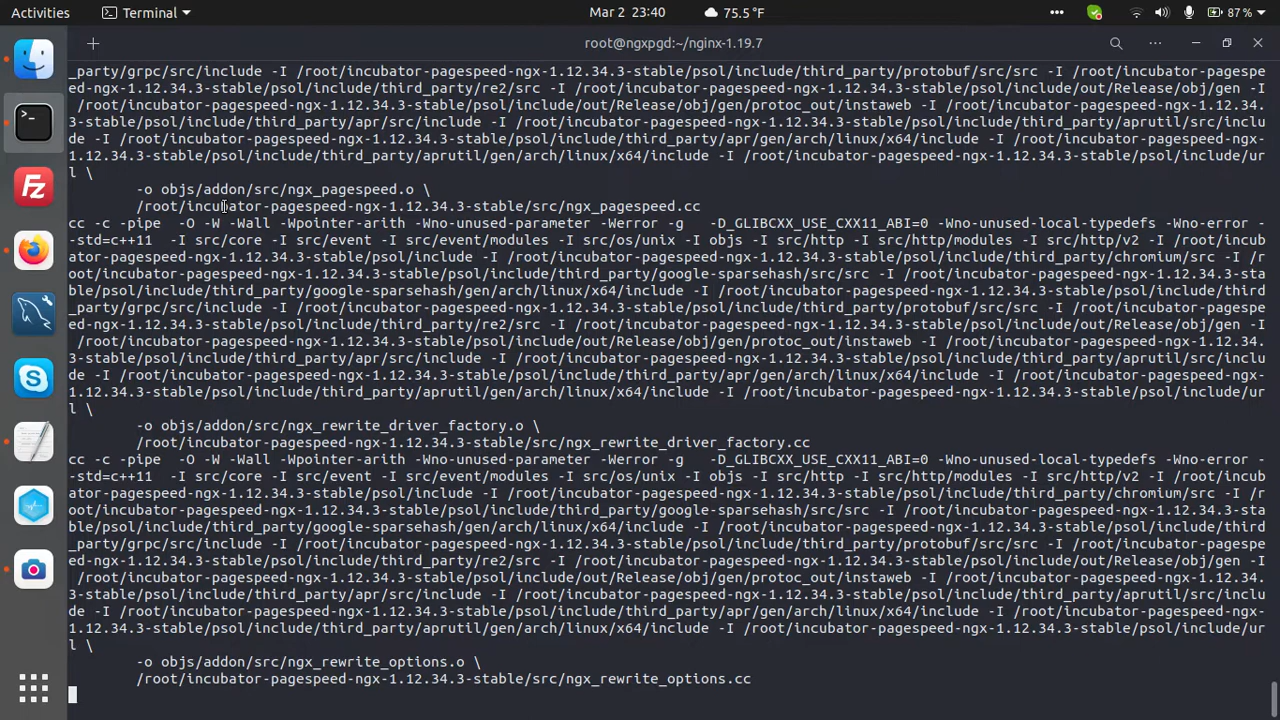 Activities
Terminal
Mar 2 23:40
75.5 °F
87 %
root@ngxpgd:~/nginx-1.19.7
_party/grpc/src/include -I /root/incubator-pagespeed-ngx-1.12.34.3-stable/psol/include/third_party/protobuf/src/src -I /root/incubator-pagespe
ed-ngx-1.12.34.3-stable/psol/include/third_party/re2/src -I /root/incubator-pagespeed-ngx-1.12.34.3-stable/psol/include/out/Release/obj/gen -I
/root/incubator-pagespeed-ngx-1.12.34.3-stable/psol/include/out/Release/obj/gen/protoc_out/instaweb -I /root/incubator-pagespeed-ngx-1.12.34.
3-stable/psol/include/third_party/apr/src/include -I /root/incubator-pagespeed-ngx-1.12.34.3-stable/psol/include/third_party/aprutil/src/inclu
de -I /root/incubator-pagespeed-ngx-1.12.34.3-stable/psol/include/third_party/apr/gen/arch/linux/x64/include -I /root/incubator-pagespeed-ngx-
1.12.34.3-stable/psol/include/third_party/aprutil/gen/arch/linux/x64/include -I /root/incubator-pagespeed-ngx-1.12.34.3-stable/psol/include/ur
l \
-o objs/addon/src/ngx_pagespeed.o \
/root/incubator-pagespeed-ngx-1.12.34.3-stable/src/ngx_pagespeed.cc
cc -c -pipe -O -W -Wall -Wpointer-arith -Wno-unused-parameter -Werror -g -D_GLIBCXX_USE_CXX11_ABI=0 -Wno-unused-local-typedefs -Wno-error -
-std=c++11 -I src/core -I src/event -I src/event/modules -I src/os/unix -I objs -I src/http -I src/http/modules -I src/http/v2 -I /root/incub
ator-pagespeed-ngx-1.12.34.3-stable/psol/include -I /root/incubator-pagespeed-ngx-1.12.34.3-stable/psol/include/third_party/chromium/src -I /r
oot/incubator-pagespeed-ngx-1.12.34.3-stable/psol/include/third_party/google-sparsehash/src/src -I /root/incubator-pagespeed-ngx-1.12.34.3-sta
ble/psol/include/third_party/google-sparsehash/gen/arch/linux/x64/include -I /root/incubator-pagespeed-ngx-1.12.34.3-stable/psol/include/third
_party/grpc/src/include -I /root/incubator-pagespeed-ngx-1.12.34.3-stable/psol/include/third_party/protobuf/src/src -I /root/incubator-pagespe
ed-ngx-1.12.34.3-stable/psol/include/third_party/re2/src -I /root/incubator-pagespeed-ngx-1.12.34.3-stable/psol/include/out/Release/obj/gen -I
/root/incubator-pagespeed-ngx-1.12.34.3-stable/psol/include/out/Release/obj/gen/protoc_out/instaweb -I /root/incubator-pagespeed-ngx-1.12.34.
3-stable/psol/include/third_party/apr/src/include -I /root/incubator-pagespeed-ngx-1.12.34.3-stable/psol/include/third_party/aprutil/src/inclu
de -I /root/incubator-pagespeed-ngx-1.12.34.3-stable/psol/include/third_party/apr/gen/arch/linux/x64/include -I /root/incubator-pagespeed-ngx-
1.12.34.3-stable/psol/include/third_party/aprutil/gen/arch/linux/x64/include -I /root/incubator-pagespeed-ngx-1.12.34.3-stable/psol/include/ur
l \
-o objs/addon/src/ngx_rewrite_driver_factory.o \
/root/incubator-pagespeed-ngx-1.12.34.3-stable/src/ngx_rewrite_driver_factory.cc
cc -c -pipe -O -W -Wall -Wpointer-arith -Wno-unused-parameter -Werror -g -D_GLIBCXX_USE_CXX11_ABI=0 -Wno-unused-local-typedefs -Wno-error -
-std=c++11 -I src/core -I src/event -I src/event/modules -I src/os/unix -I objs -I src/http -I src/http/modules -I src/http/v2 -I /root/incub
ator-pagespeed-ngx-1.12.34.3-stable/psol/include -I /root/incubator-pagespeed-ngx-1.12.34.3-stable/psol/include/third_party/chromium/src -I /r
oot/incubator-pagespeed-ngx-1.12.34.3-stable/psol/include/third_party/google-sparsehash/src/src -I /root/incubator-pagespeed-ngx-1.12.34.3-sta
ble/psol/include/third_party/google-sparsehash/gen/arch/linux/x64/include -I /root/incubator-pagespeed-ngx-1.12.34.3-stable/psol/include/third
_party/grpc/src/include -I /root/incubator-pagespeed-ngx-1.12.34.3-stable/psol/include/third_party/protobuf/src/src -I /root/incubator-pagespe
ed-ngx-1.12.34.3-stable/psol/include/third_party/re2/src -I /root/incubator-pagespeed-ngx-1.12.34.3-stable/psol/include/out/Release/obj/gen -I
/root/incubator-pagespeed-ngx-1.12.34.3-stable/psol/include/out/Release/obj/gen/protoc_out/instaweb -I /root/incubator-pagespeed-ngx-1.12.34.
3-stable/psol/include/third_party/apr/src/include -I /root/incubator-pagespeed-ngx-1.12.34.3-stable/psol/include/third_party/aprutil/src/inclu
de -I /root/incubator-pagespeed-ngx-1.12.34.3-stable/psol/include/third_party/apr/gen/arch/linux/x64/include -I /root/incubator-pagespeed-ngx-
1.12.34.3-stable/psol/include/third_party/aprutil/gen/arch/linux/x64/include -I /root/incubator-pagespeed-ngx-1.12.34.3-stable/psol/include/ur
l \
-o objs/addon/src/ngx_rewrite_options.o \
/root/incubator-pagespeed-ngx-1.12.34.3-stable/src/ngx_rewrite_options.cc